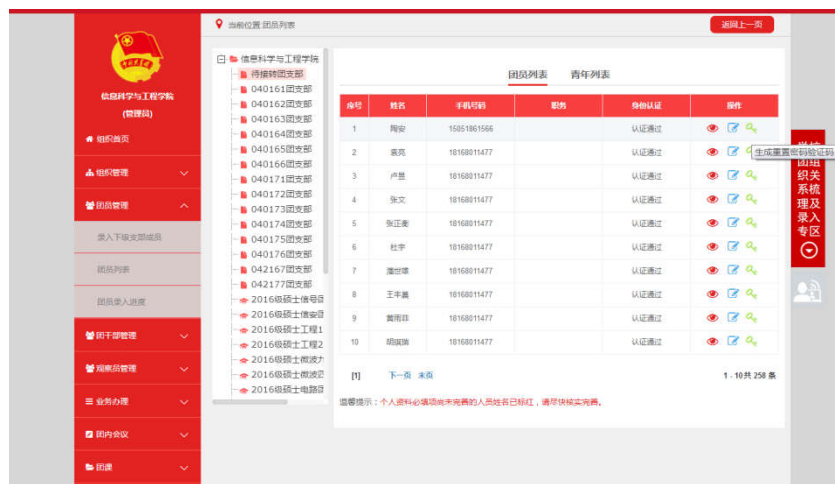 当前位置:团员列表
返回上一页
信息科学与工程学院
(管理员)
组织首页
组织管理
团员管理
录入下级支部成员
团员列表
团员录入进度
团干部管理
观察员管理
业务办理
团内会议
团课
信息科学与工程学院
待接转团支部
040161团支部
040162团支部
040163团支部
040164团支部
040165团支部
040166团支部
040171团支部
040172团支部
040173团支部
040174团支部
040175团支部
040176团支部
042167团支部
042177团支部
2016级硕士信号团
2016级硕士信安团
2016级硕士工程1
2016级硕士工程2
2016级硕士微波力
2016级硕士微波团
2016级硕士电路团
团员列表 青年列表
序号 姓名 手机号码 职务 身份认证 操作
1 陶安 15051861566 认证通过
2 袁亮 18168011477 认证通过
3 卢昱 18168011477 认证通过
4 张文 18168011477 认证通过
5 张正衡 18168011477 认证通过
6 杜宇 18168011477 认证通过
7 潘世雄 18168011477 认证通过
8 王丰晨 18168011477 认证通过
9 黄雨菲 18168011477 认证通过
10 胡淑瑞 18168011477 认证通过
[1] 下一页 末页
1 - 10 共 258 条
温馨提示:个人资料必填项尚未完善的人员姓名已标红,请尽快核实完善。
生成重置密码验证码
团组
织关
系梳
理及
录入
专区